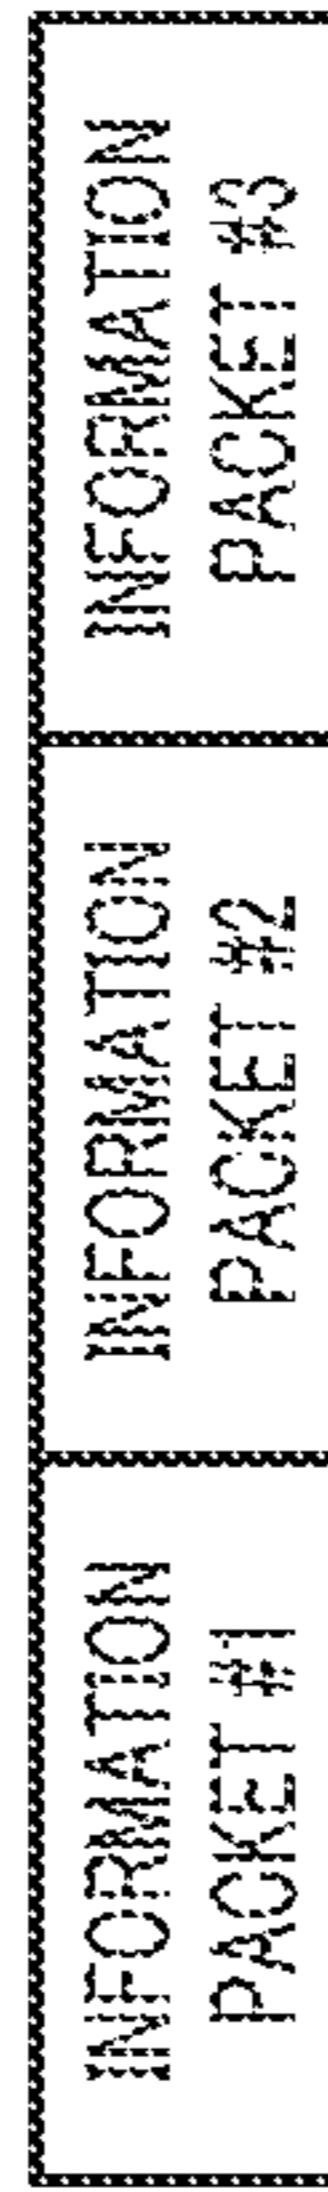 INFORMATION
PACKET #1
INFORMATION
PACKET #2
INFORMATION
PACKET #3